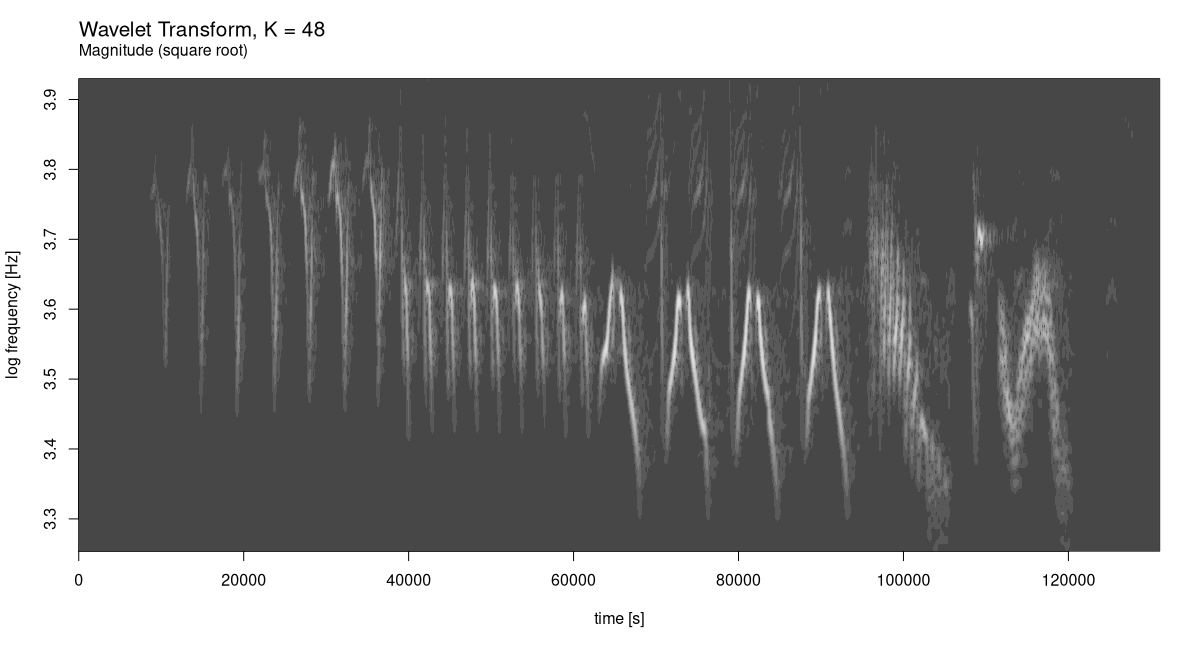 Wavelet Transform, K = 48
Magnitude (square root)
log frequency [Hz]
3.9
3.8
3.7
3.6
3.5
3.4
3.3
0 20000 40000 60000 80000 100000 120000
time [s]